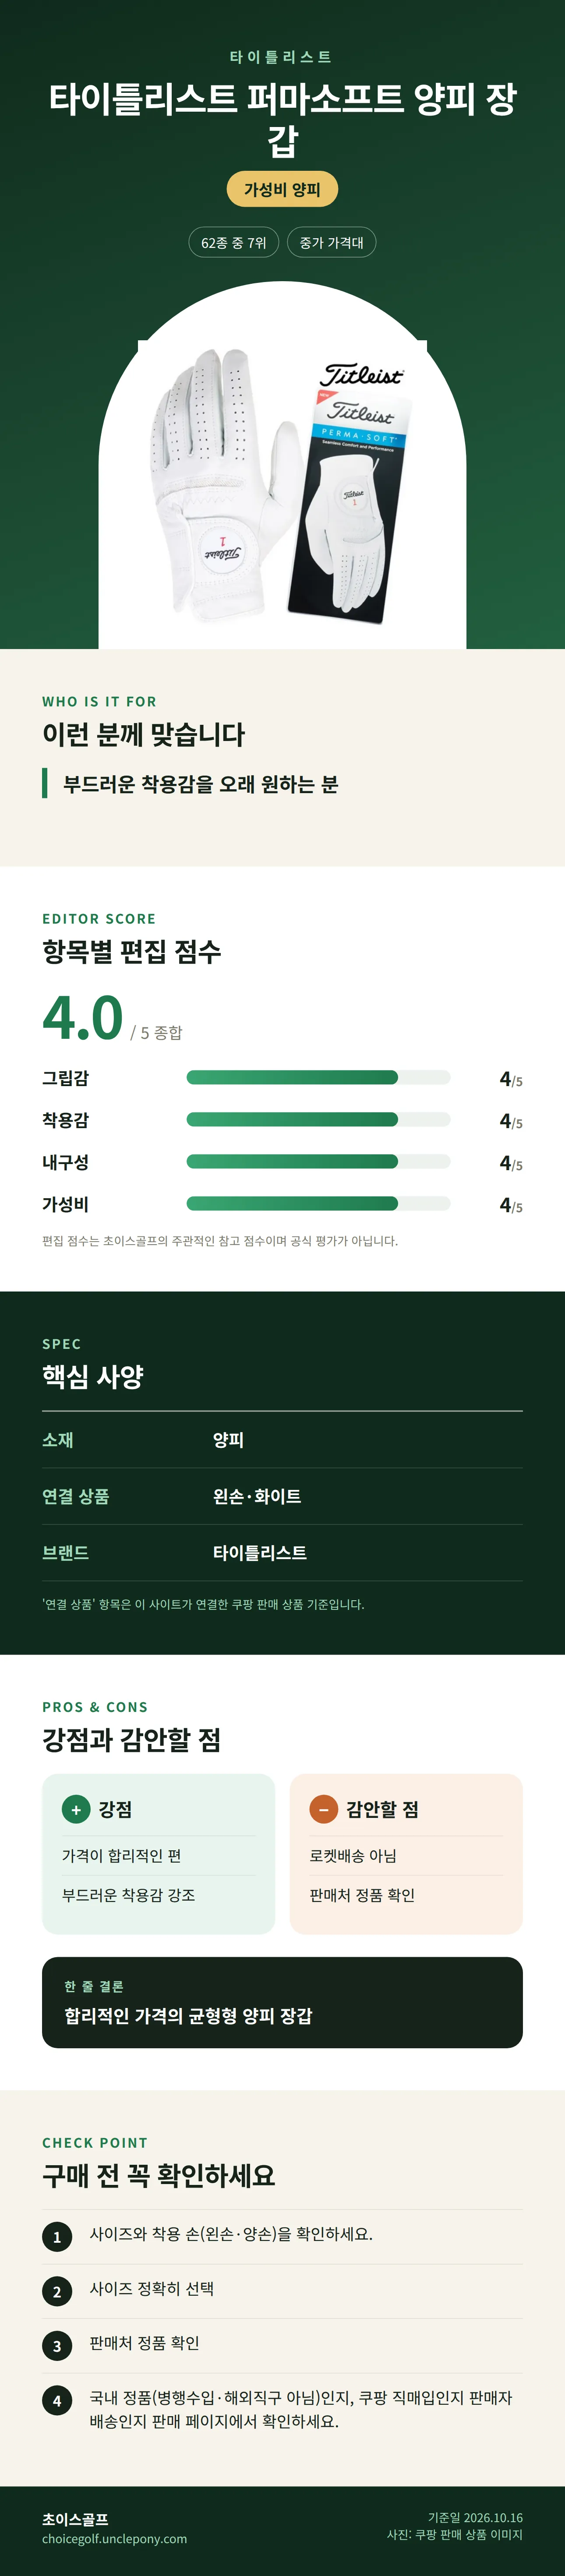 타이틀리스트
타이틀리스트 퍼마소프트 양피 장
갑
가성비 양피
62종 중 7위
중가 가격대
Titleist
NEW
Titleist
PERMA·SOFT
Seamless Comfort and Performance
Titleist
1
1
Titleist
WHO IS IT FOR
이런 분께 맞습니다
부드러운 착용감을 오래 원하는 분
EDITOR SCORE
항목별 편집 점수
4.0 / 5 종합
그립감 4/5
착용감 4/5
내구성 4/5
가성비 4/5
편집 점수는 초이스골프의 주관적인 참고 점수이며 공식 평가가 아닙니다.
SPEC
핵심 사양
소재 양피
연결 상품 왼손·화이트
브랜드 타이틀리스트
'연결 상품' 항목은 이 사이트가 연결한 쿠팡 판매 상품 기준입니다.
PROS & CONS
강점과 감안할 점
+ 강점
가격이 합리적인 편
부드러운 착용감 강조
− 감안할 점
로켓배송 아님
판매처 정품 확인
한 줄 결론
합리적인 가격의 균형형 양피 장갑
CHECK POINT
구매 전 꼭 확인하세요
1 사이즈와 착용 손(왼손·양손)을 확인하세요.
2 사이즈 정확히 선택
3 판매처 정품 확인
4 국내 정품(병행수입·해외직구 아님)인지, 쿠팡 직매입인지 판매자
배송인지 판매 페이지에서 확인하세요.
초이스골프
choicegolf.unclepony.com
기준일 2026.10.16
사진: 쿠팡 판매 상품 이미지